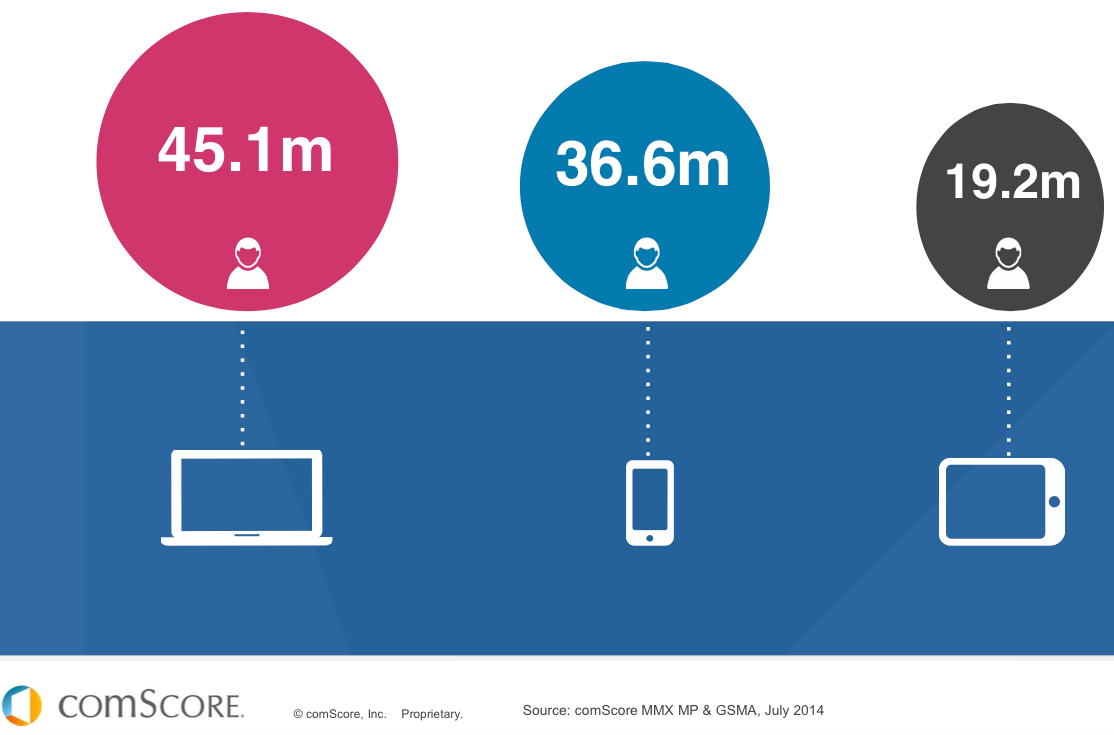 45.1m
36.6m
19.2m
comSCORE.
© comScore, Inc. Proprietary.
Source: comScore MMX MP & GSMA, July 2014